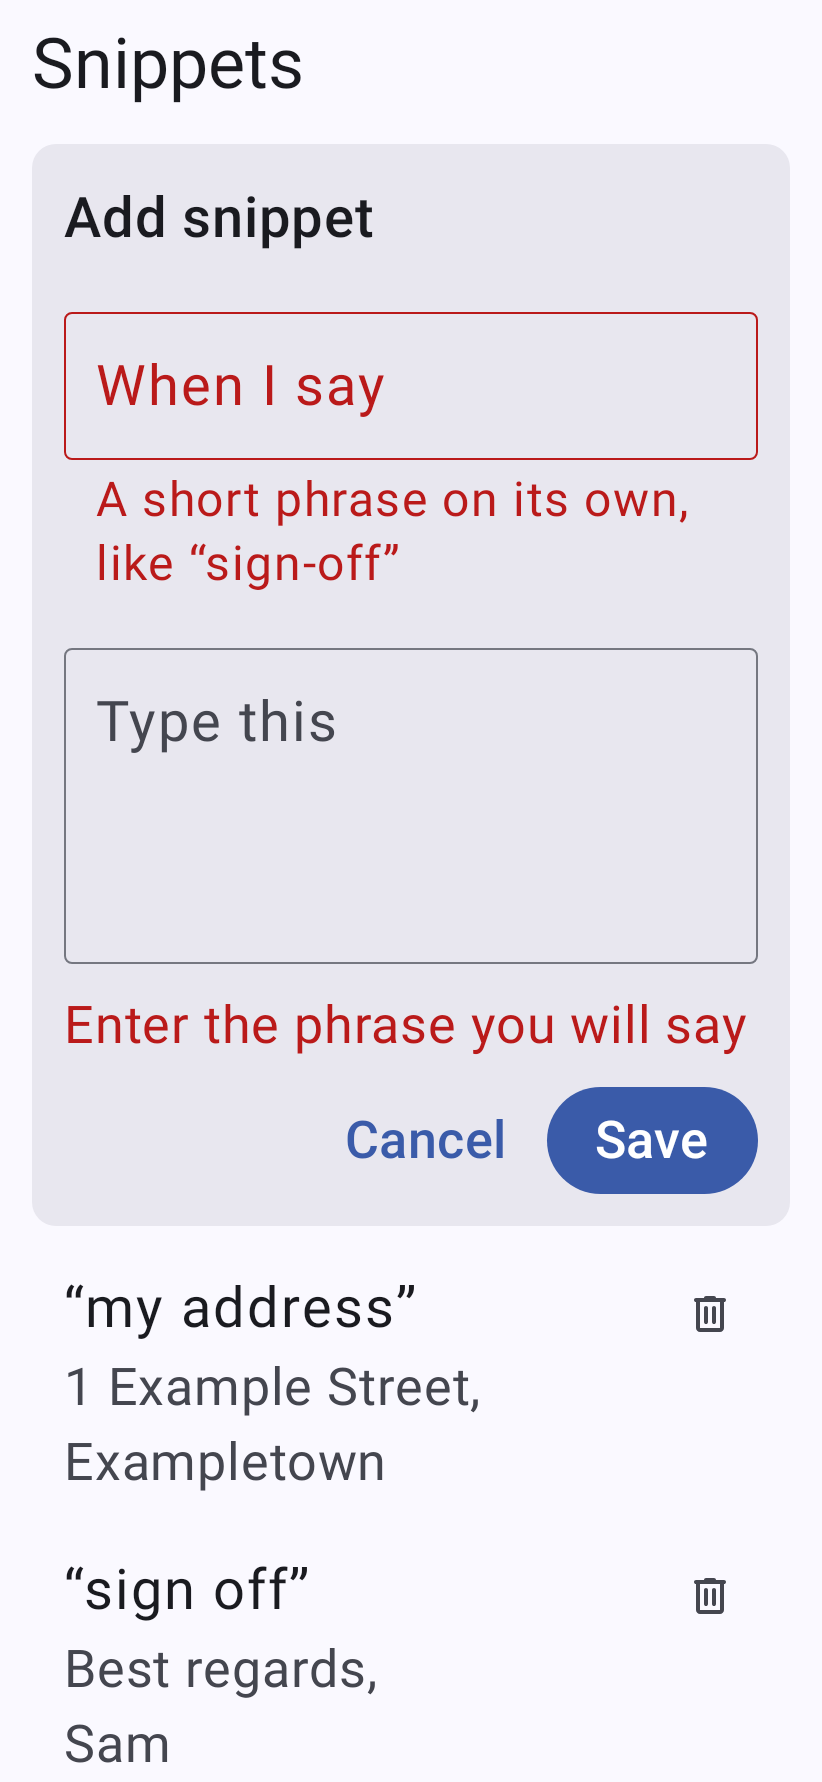 Snippets
Add snippet
When I say
A short phrase on its own,
like “sign-off”
Type this
Enter the phrase you will say
Cancel
Save
“my address”
1 Example Street,
Exampletown
“sign off”
Best regards,
Sam